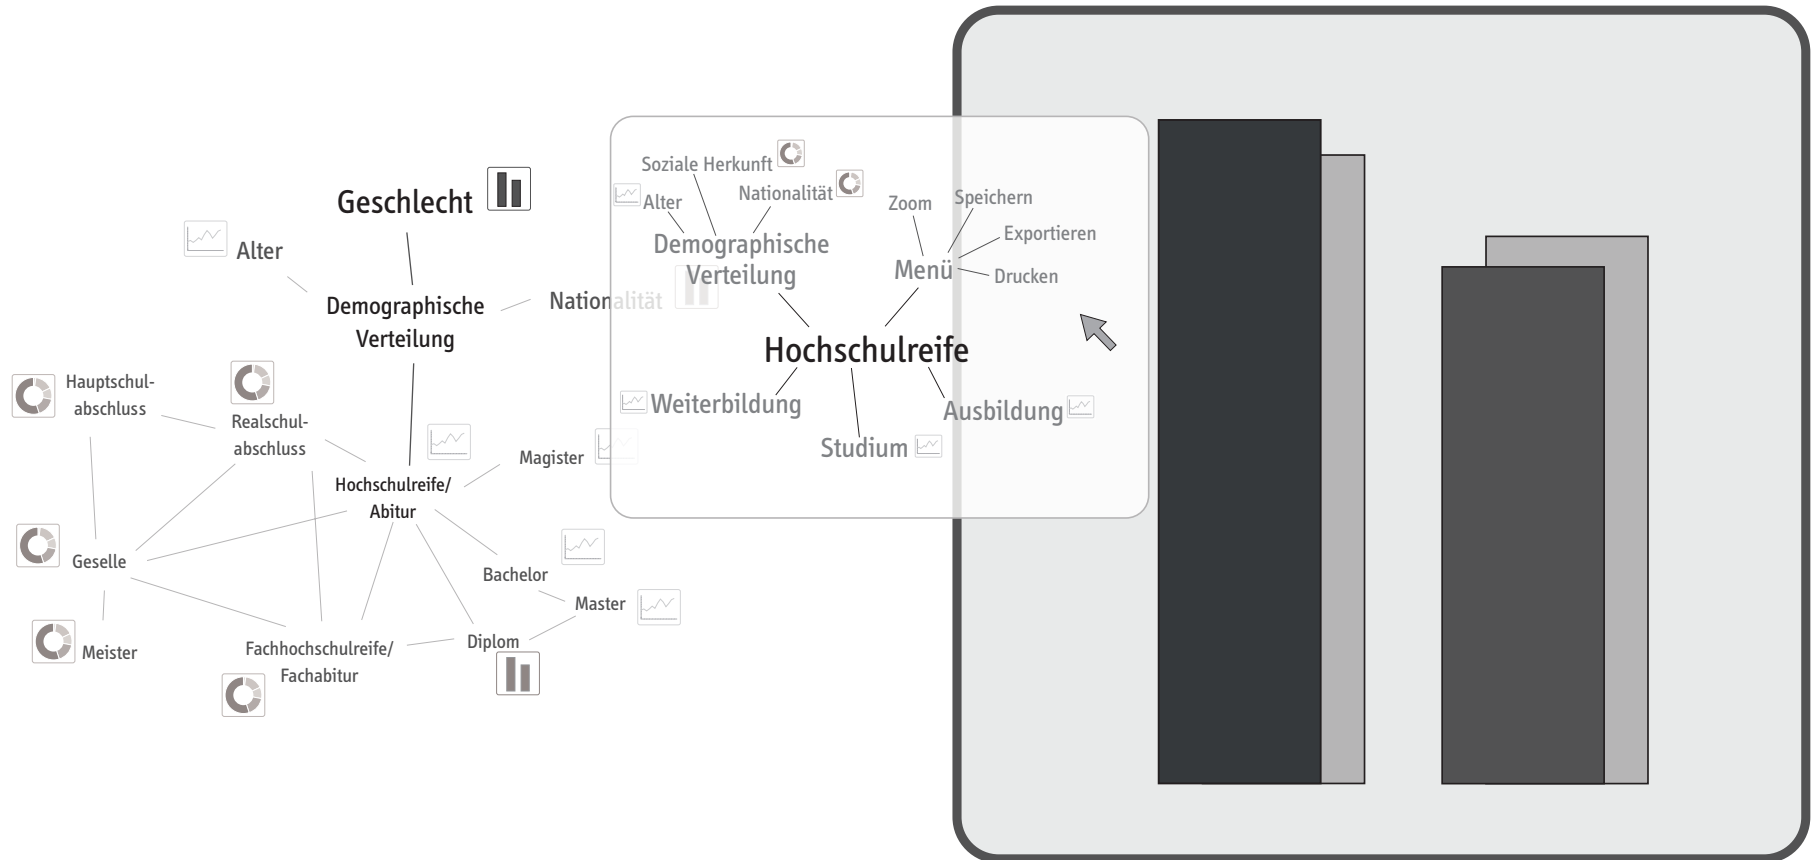 Geschlecht
Alter
Demographische
Verteilung
Nationalität
Hauptschul-
abschluss
Realschul-
abschluss
Hochschulreife/
Abitur
Magister
Geselle
Bachelor
Master
Meister
Fachhochschulreife/
Fachabitur
Diplom
Soziale Herkunft
Alter
Nationalität
Demographische
Verteilung
Zoom
Speichern
Exportieren
Menü
Drucken
Hochschulreife
Weiterbildung
Ausbildung
Studium